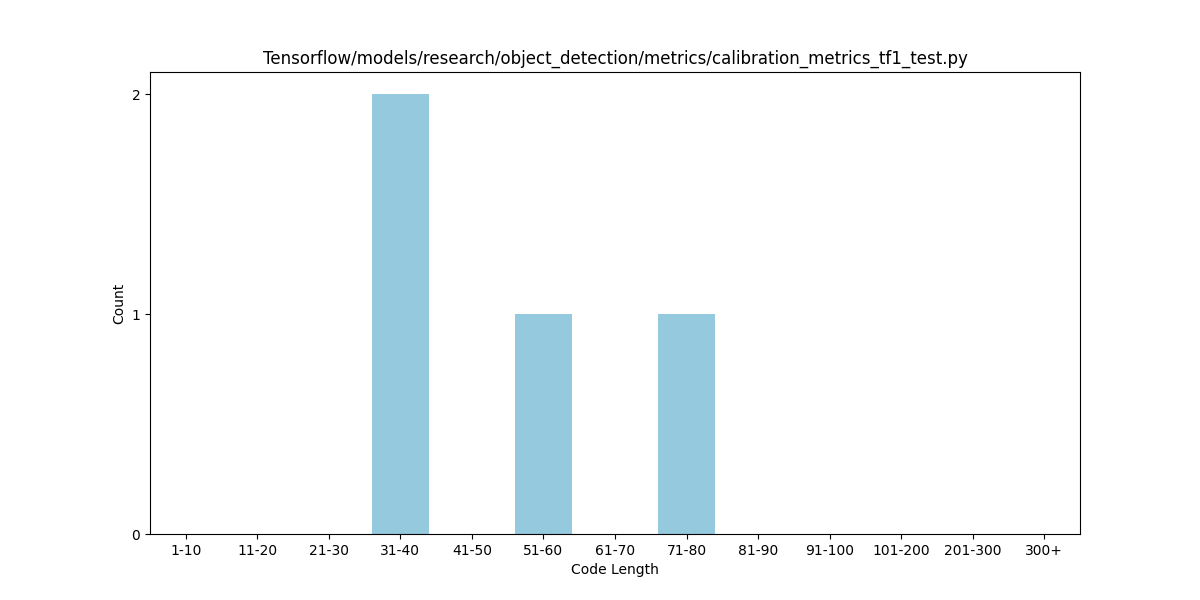 Tensorflow/models/research/object_detection/metrics/calibration_metrics_tf1_test.py
2
1
0
Count
1-10 11-20 21-30 31-40 41-50 51-60 61-70 71-80 81-90 91-100 101-200 201-300 300+
Code Length